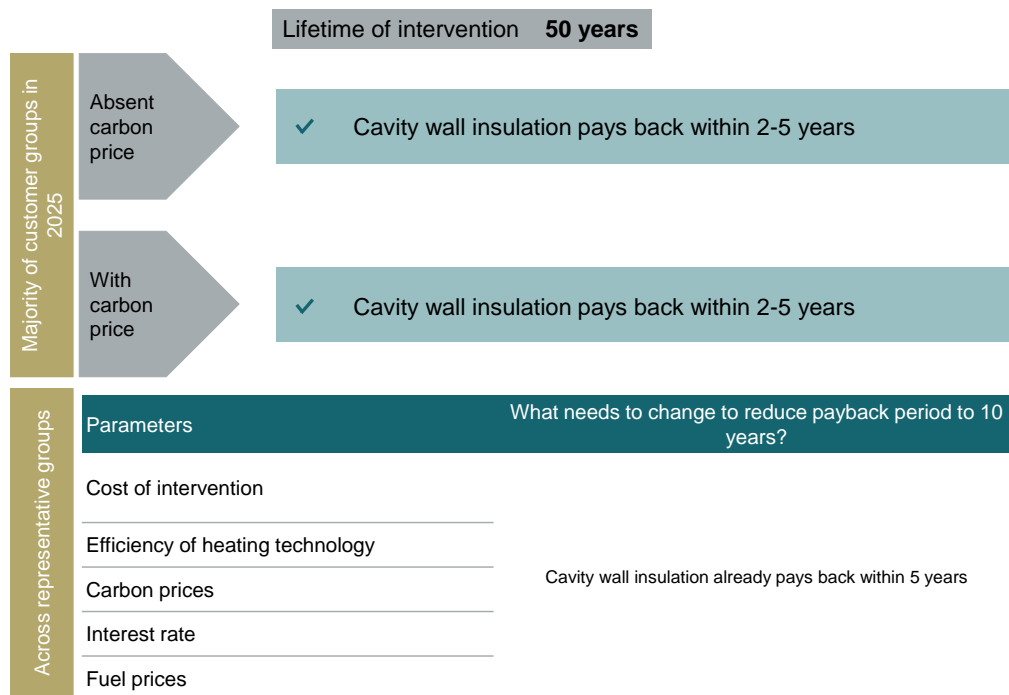 Lifetime of intervention 50 years
Majority of customer groups in
2025
Absent
carbon
price
Cavity wall insulation pays back within 2-5 years
With
carbon
price
Cavity wall insulation pays back within 2-5 years
Across representative groups
Parameters
What needs to change to reduce payback period to 10
years?
Cost of intervention
Efficiency of heating technology
Carbon prices
Interest rate
Fuel prices
Cavity wall insulation already pays back within 5 years